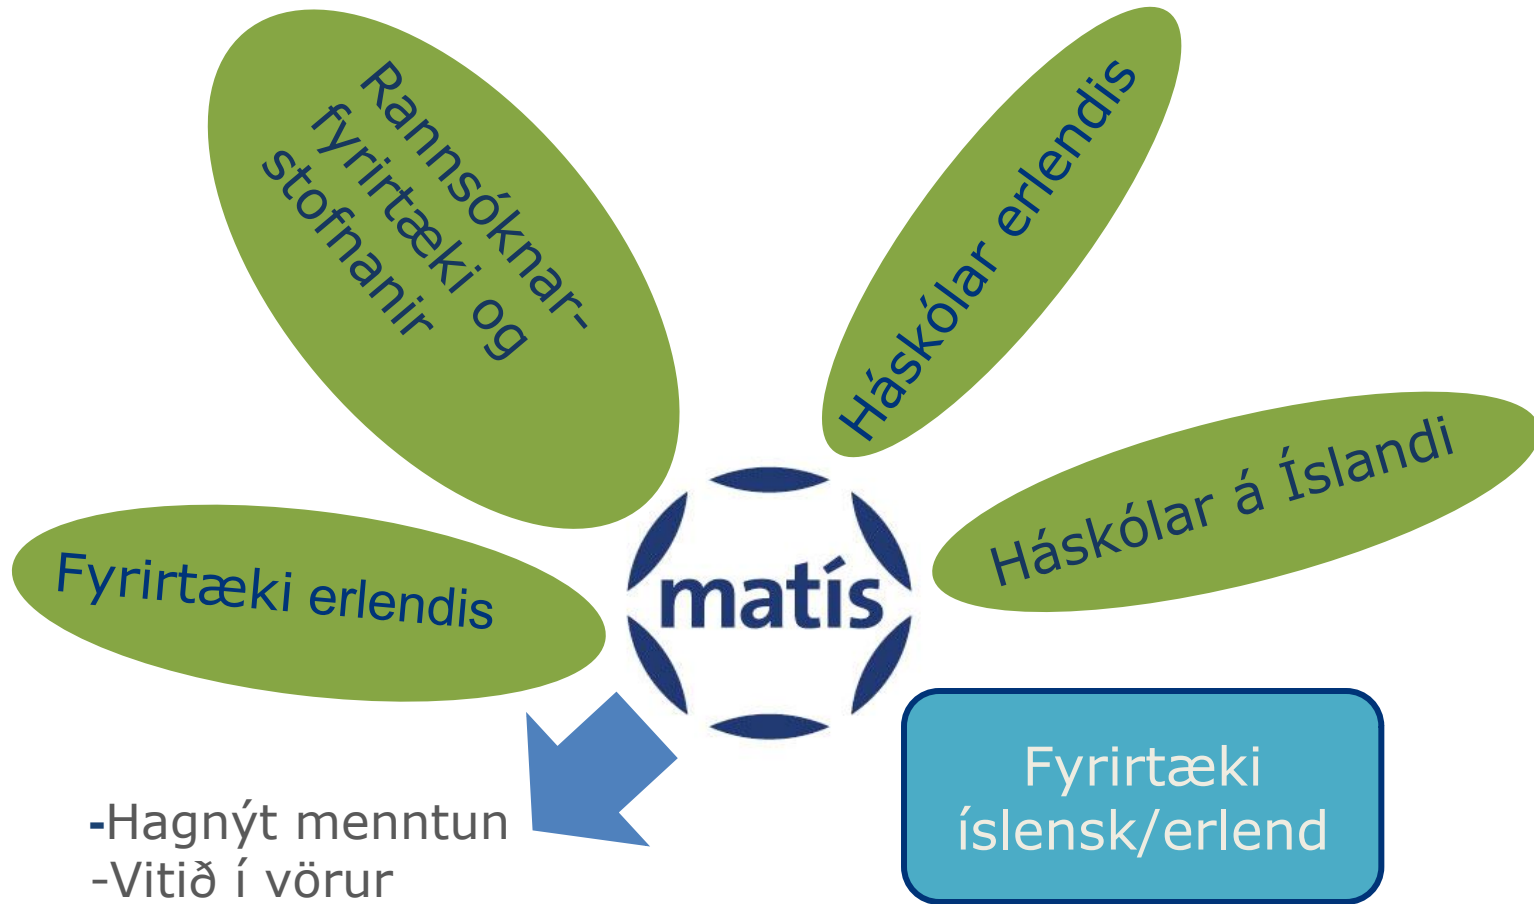 Rannsóknar-
fyrirtæki og
stofnanir
Háskólar erlendis
Háskólar á Íslandi
Fyrirtæki erlendis
matís
Fyrirtæki
íslensk/erlend
-Hagnýt menntun
-Vitið í vörur